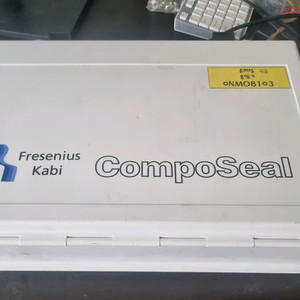 ONMO8103
Fresenius
Kabi
CompoSeal